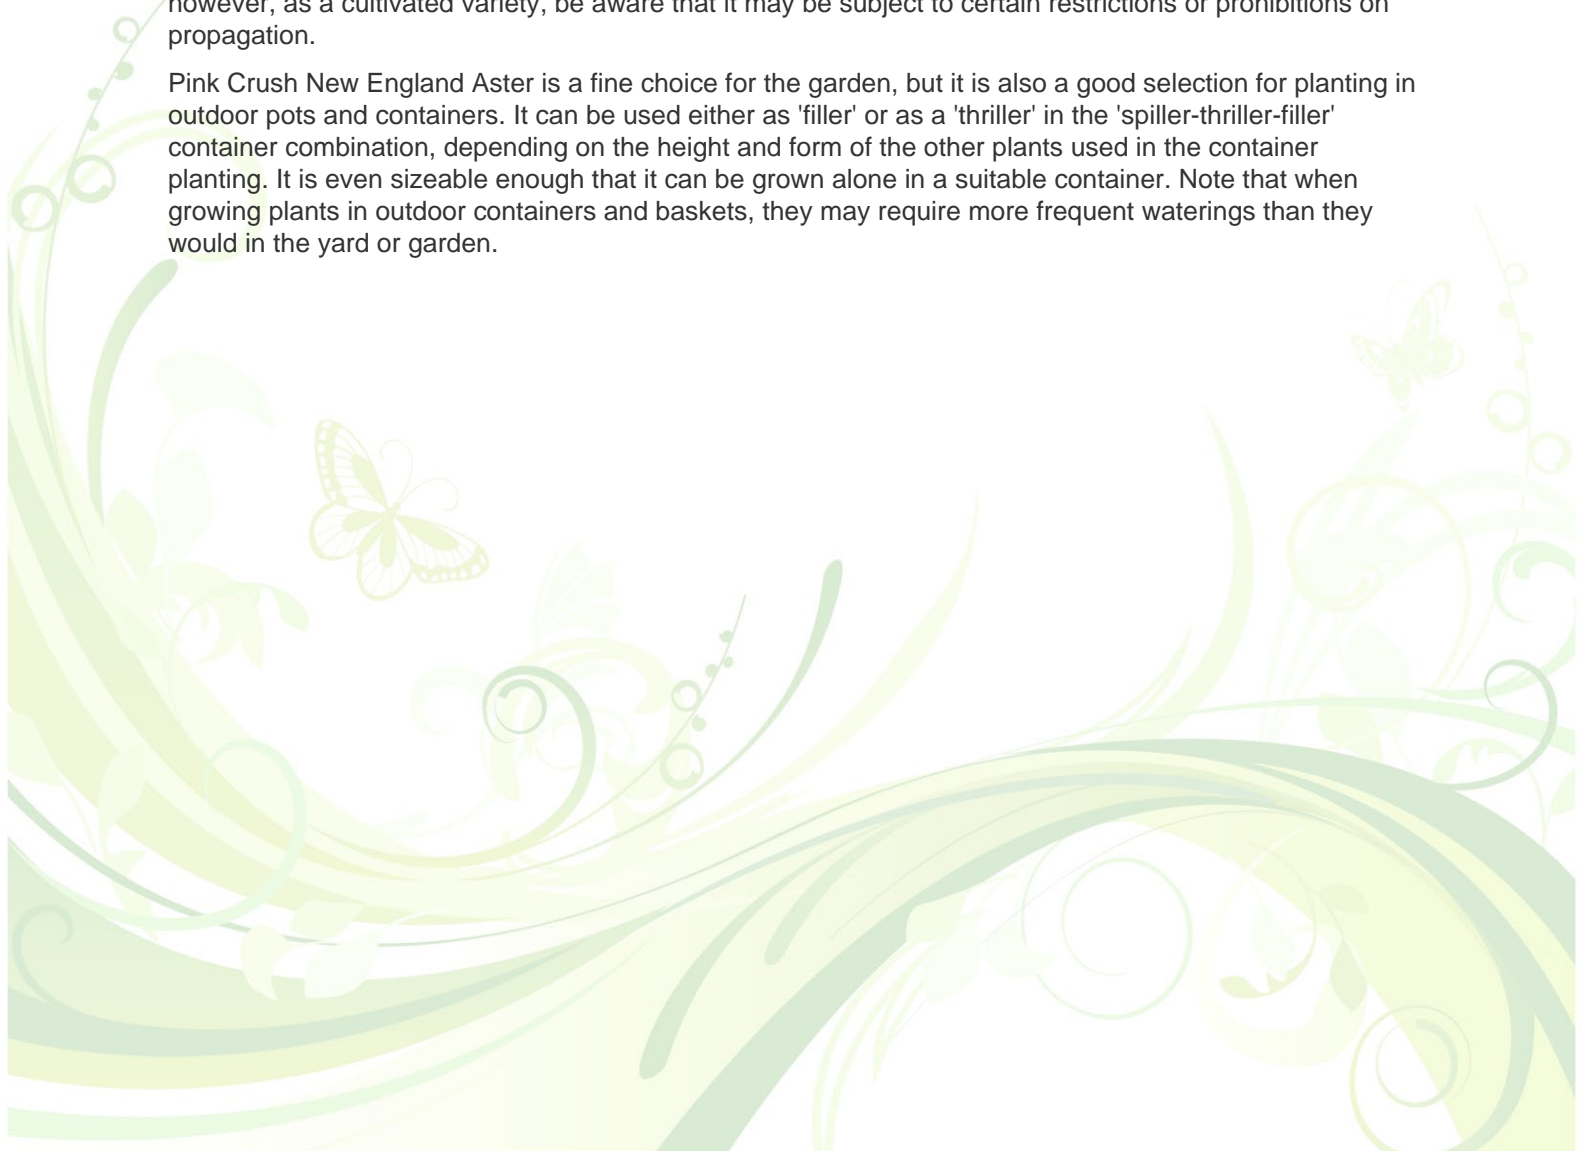 however, as a cultivated variety, be aware that it may be subject to certain restrictions or prohibitions on
propagation.
Pink Crush New England Aster is a fine choice for the garden, but it is also a good selection for planting in
outdoor pots and containers. It can be used either as 'filler' or as a 'thriller' in the 'spiller-thriller-filler'
container combination, depending on the height and form of the other plants used in the container
planting. It is even sizeable enough that it can be grown alone in a suitable container. Note that when
growing plants in outdoor containers and baskets, they may require more frequent waterings than they
would in the yard or garden.